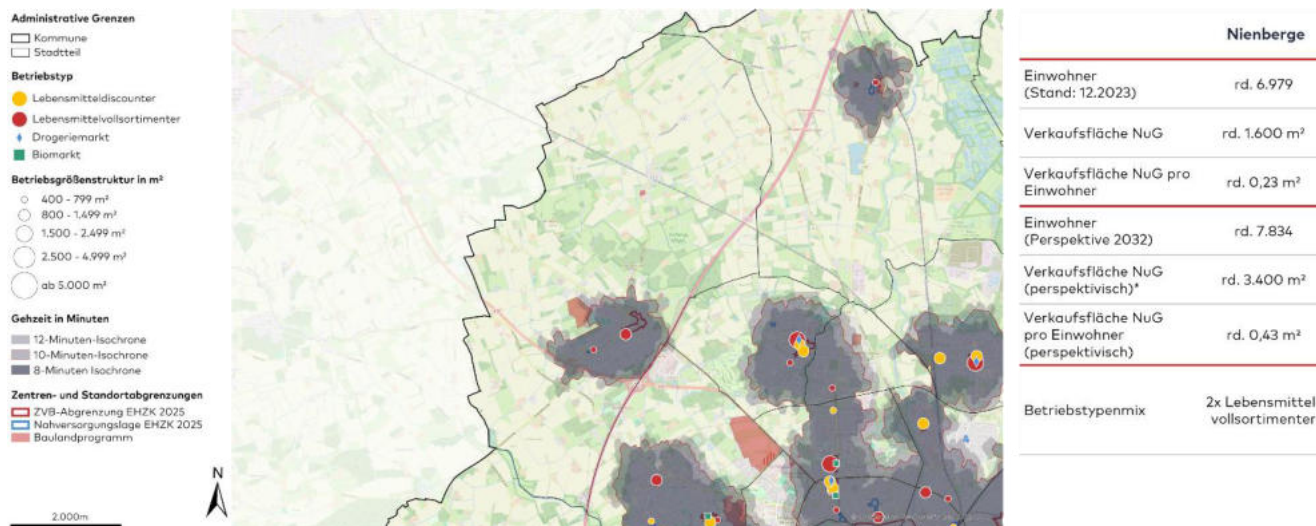 Administrative Grenzen
Kommune
Stadtteil
Betriebstyp
Lebensmitteldiscounter
Lebensmittelvollsortimenter
Drogeriemarkt
Biomarkt
Betriebsgrößenstruktur in m²
400 - 799 m²
800 - 1.499 m²
1.500 - 2.499 m²
2.500 - 4.999 m²
ab 5.000 m²
Gehzeit in Minuten
12-Minuten-Isochrone
10-Minuten-Isochrone
8-Minuten Isochrone
Zentren- und Standortabgrenzungen
ZVB-Abgrenzung EHZK 2025
Nahversorgungslage EHZK 2025
Baulandprogramm
N
2.000m
Nienberge
Einwohner
(Stand: 12.2023)
rd. 6.979
Verkaufsfläche NuG
rd. 1.600 m²
Verkaufsfläche NuG pro
Einwohner
rd. 0,23 m²
Einwohner
(Perspektive 2032)
rd. 7.834
Verkaufsfläche NuG
(perspektivisch)*
rd. 3.400 m²
Verkaufsfläche NuG
pro Einwohner
(perspektivisch)
rd. 0,43 m²
Betriebstypenmix
2x Lebensmittel
vollsortimenter